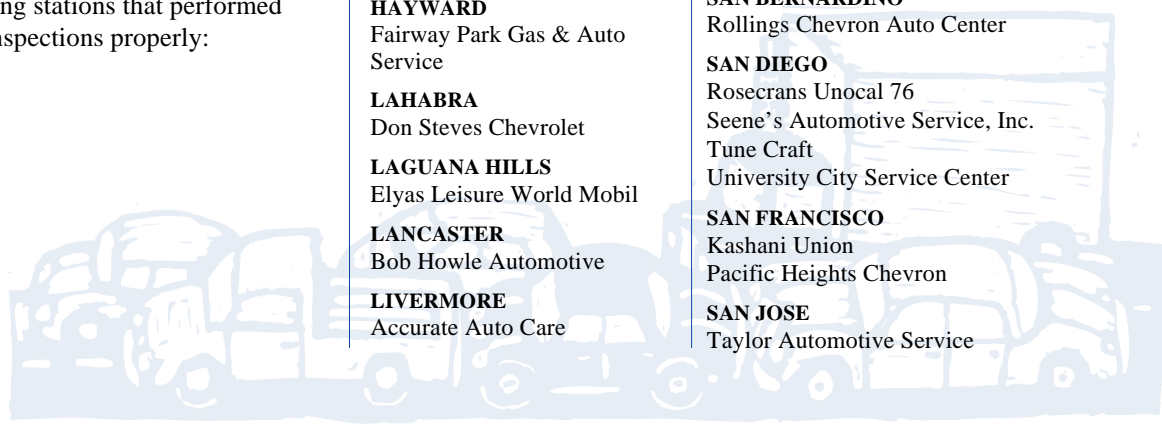 ng stations that performed
nspections properly:
HAYWARD
Fairway Park Gas & Auto
Service
LAHABRA
Don Steves Chevrolet
LAGUANA HILLS
Elyas Leisure World Mobil
LANCASTER
Bob Howle Automotive
LIVERMORE
Accurate Auto Care
SAN BERNARDINO
Rollings Chevron Auto Center
SAN DIEGO
Rosecrans Unocal 76
Seene’s Automotive Service, Inc.
Tune Craft
University City Service Center
SAN FRANCISCO
Kashani Union
Pacific Heights Chevron
SAN JOSE
Taylor Automotive Service